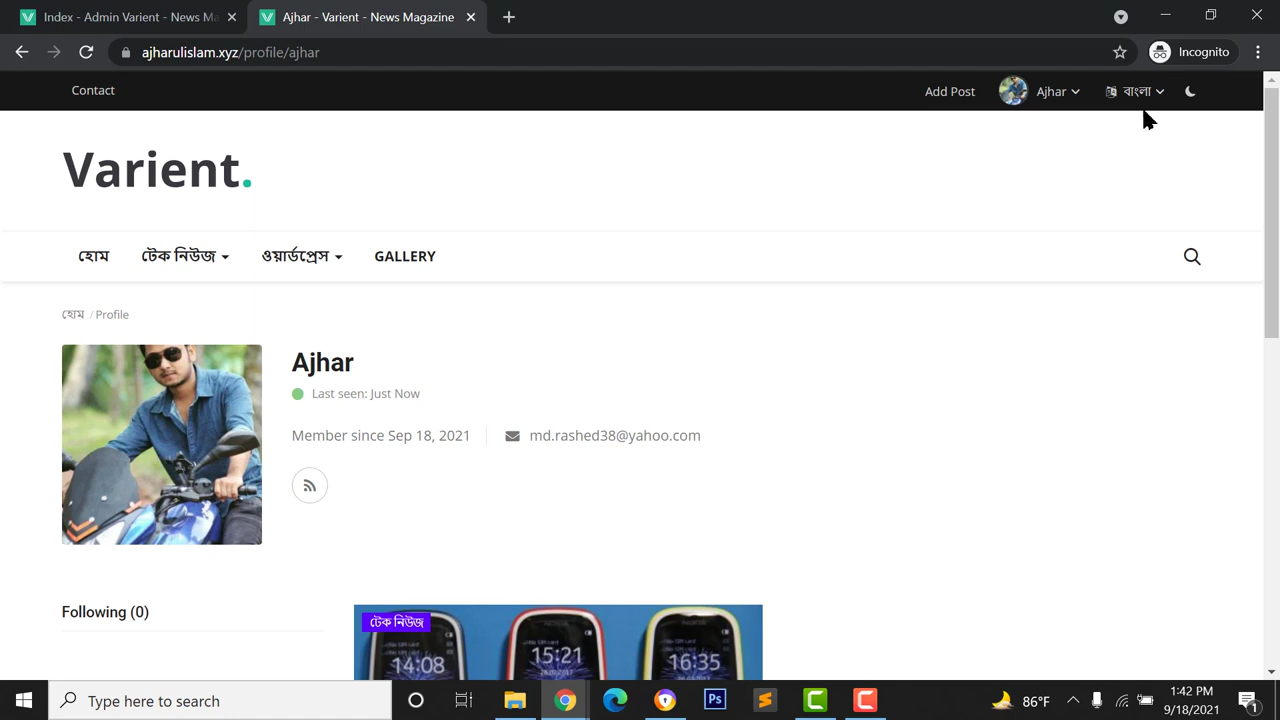 Index - Admin Varient - News Ma
Ajhar - Varient - News Magazine
ajharulislam.xyz/profile/ajhar
Incognito
Contact
Add Post
Ajhar
বাংলা
Varient.
হোম
টেক নিউজ
ওয়ার্ডপ্রেস
GALLERY
হোম / Profile
Ajhar
Last seen: Just Now
Member since Sep 18, 2021
md.rashed38@yahoo.com
Following (0)
টেক নিউজ
14:08
15:21
16:35
Type here to search
Ps
86°F
1:42 PM
9/18/2021
1